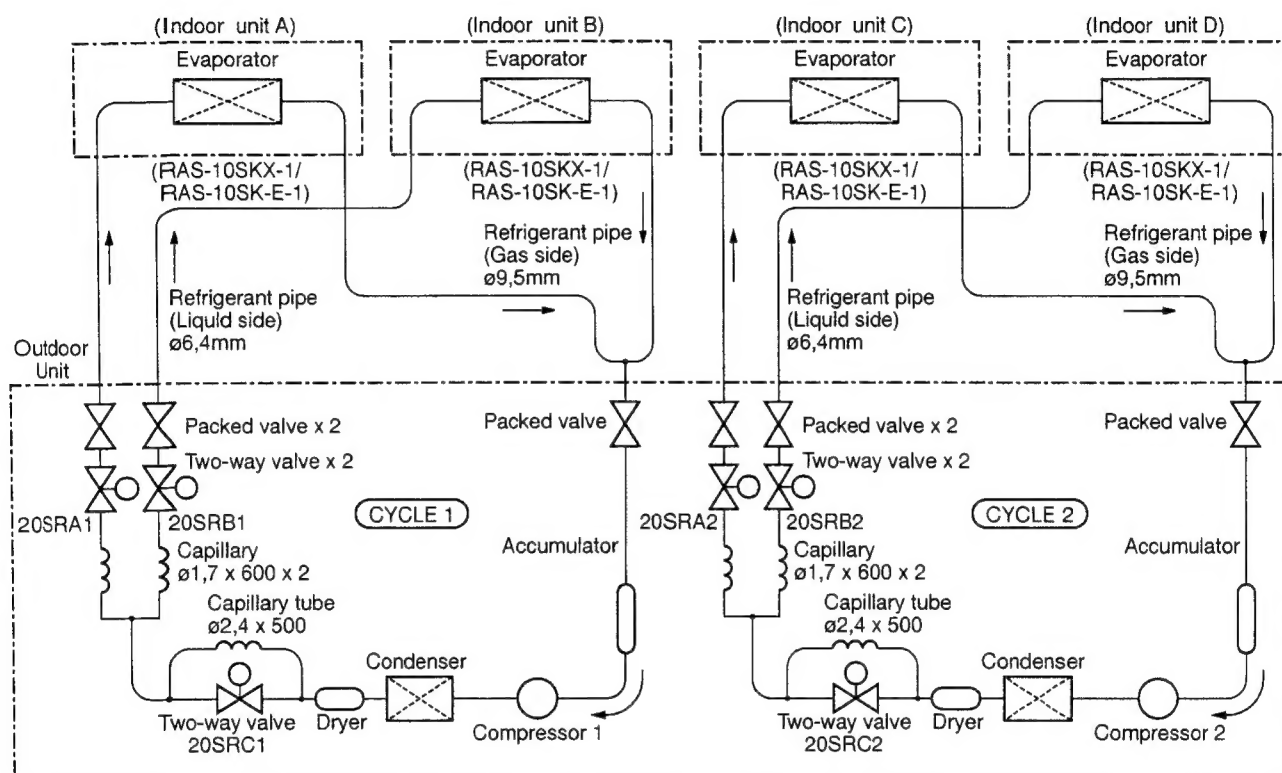 (Indoor unit A)
(Indoor unit B)
(Indoor unit C)
(Indoor unit D)
Evaporator
Evaporator
Evaporator
Evaporator
(RAS-10SKX-1/
RAS-10SK-E-1)
(RAS-10SKX-1/
RAS-10SK-E-1)
(RAS-10SKX-1/
RAS-10SK-E-1)
(RAS-10SKX-1/
RAS-10SK-E-1)
Refrigerant pipe
(Gas side)
ø9,5mm
Refrigerant pipe
(Gas side)
ø9,5mm
Refrigerant pipe
(Liquid side)
ø6,4mm
Refrigerant pipe
(Liquid side)
ø6,4mm
Outdoor
Unit
Packed valve x 2
Packed valve
Packed valve x 2
Packed valve
Two-way valve x 2
Two-way valve x 2
20SRA1
20SRB1
CYCLE 1
20SRA2
20SRB2
CYCLE 2
Capillary
ø1,7 x 600 x 2
Accumulator
Capillary
ø1,7 x 600 x 2
Accumulator
Capillary tube
ø2,4 x 500
Capillary tube
ø2,4 x 500
Condenser
Condenser
Two-way valve
20SRC1
Dryer
Compressor 1
Two-way valve
20SRC2
Dryer
Compressor 2